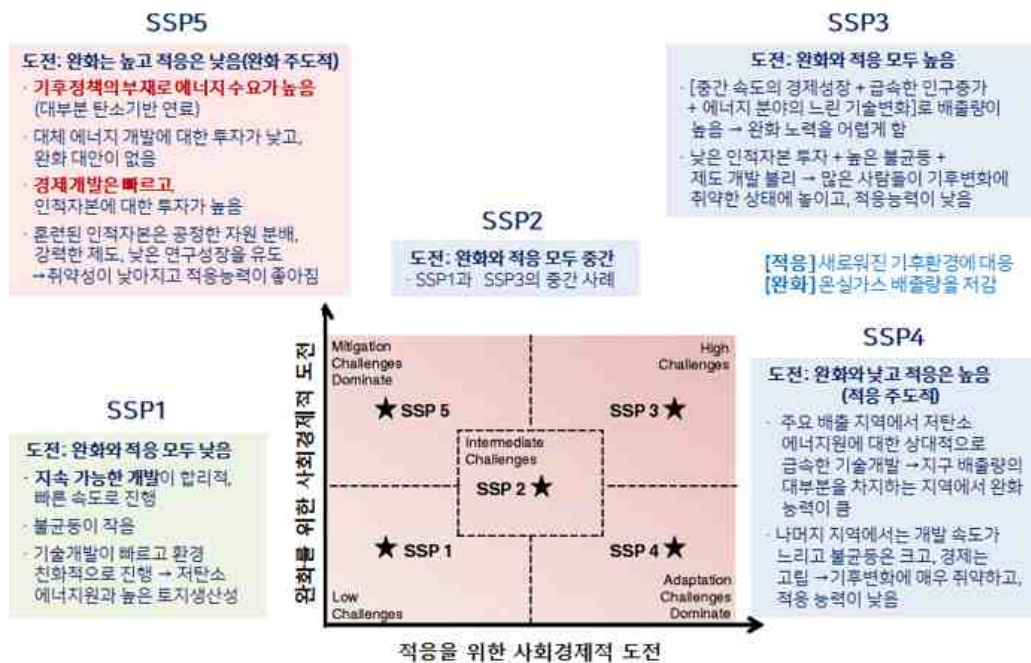 SSP5
도전: 완화는 높고 적응은 낮음(완화 주도적)
· 기후정책의 부재로 에너지 수요가 높음
(대부분 탄소기반 연료)
· 대체 에너지 개발에 대한 투자가 낮고,
완화 대안이 없음
· 경제개발은 빠르고,
인적자본에 대한 투자가 높음
· 훈련된 인적자본은 공정한 자원 분배,
강력한 제도, 낮은 연구성장을 유도
→취약성이 낮아지고 적응능력이 좋아짐
SSP3
도전: 완화와 적응 모두 높음
· [중간 속도의 경제성장 + 급속한 인구증가
+ 에너지 분야의 느린 기술변화]로 배출량이
높음 → 완화 노력을 어렵게 함
· 낮은 인적자본 투자 + 높은 불균등 +
제도 개발 불리 → 많은 사람들이 기후변화에
취약한 상태에 놓이고, 적응능력이 낮음
SSP2
도전: 완화와 적응 모두 중간
- SSP1과 SSP3의 중간 사례
[적응] 새로워진 기후환경에 대응
[완화] 온실가스 배출량을 저감
SSP1
도전: 완화와 적응 모두 낮음
· 지속 가능한 개발이 합리적,
빠른 속도로 진행
· 불균등이 작음
· 기술개발이 빠르고 환경
친화적으로 진행 → 저탄소
에너지원과 높은 토지생산성
완화를 위한 사회경제적 도전
Mitigation
Challenges
Dominate
High
Challenges
SSP 5
SSP 3
Intermediate
Challenges
SSP 2
SSP 1
SSP 4
Low
Challenges
Adaptation
Challenges
Dominate
적응을 위한 사회경제적 도전
SSP4
도전: 완화와 낮고 적응은 높음
(적응 주도적)
· 주요 배출 지역에서 저탄소
에너지원에 대한 상대적으로
급속한 기술개발 → 지구 배출량의
대부분을 차지하는 지역에서 완화
능력이 큼
· 나머지 지역에서는 개발 속도가
느리고 불균등은 크고, 경제는
고립 →기후변화에 매우 취약하고,
적응 능력이 낮음